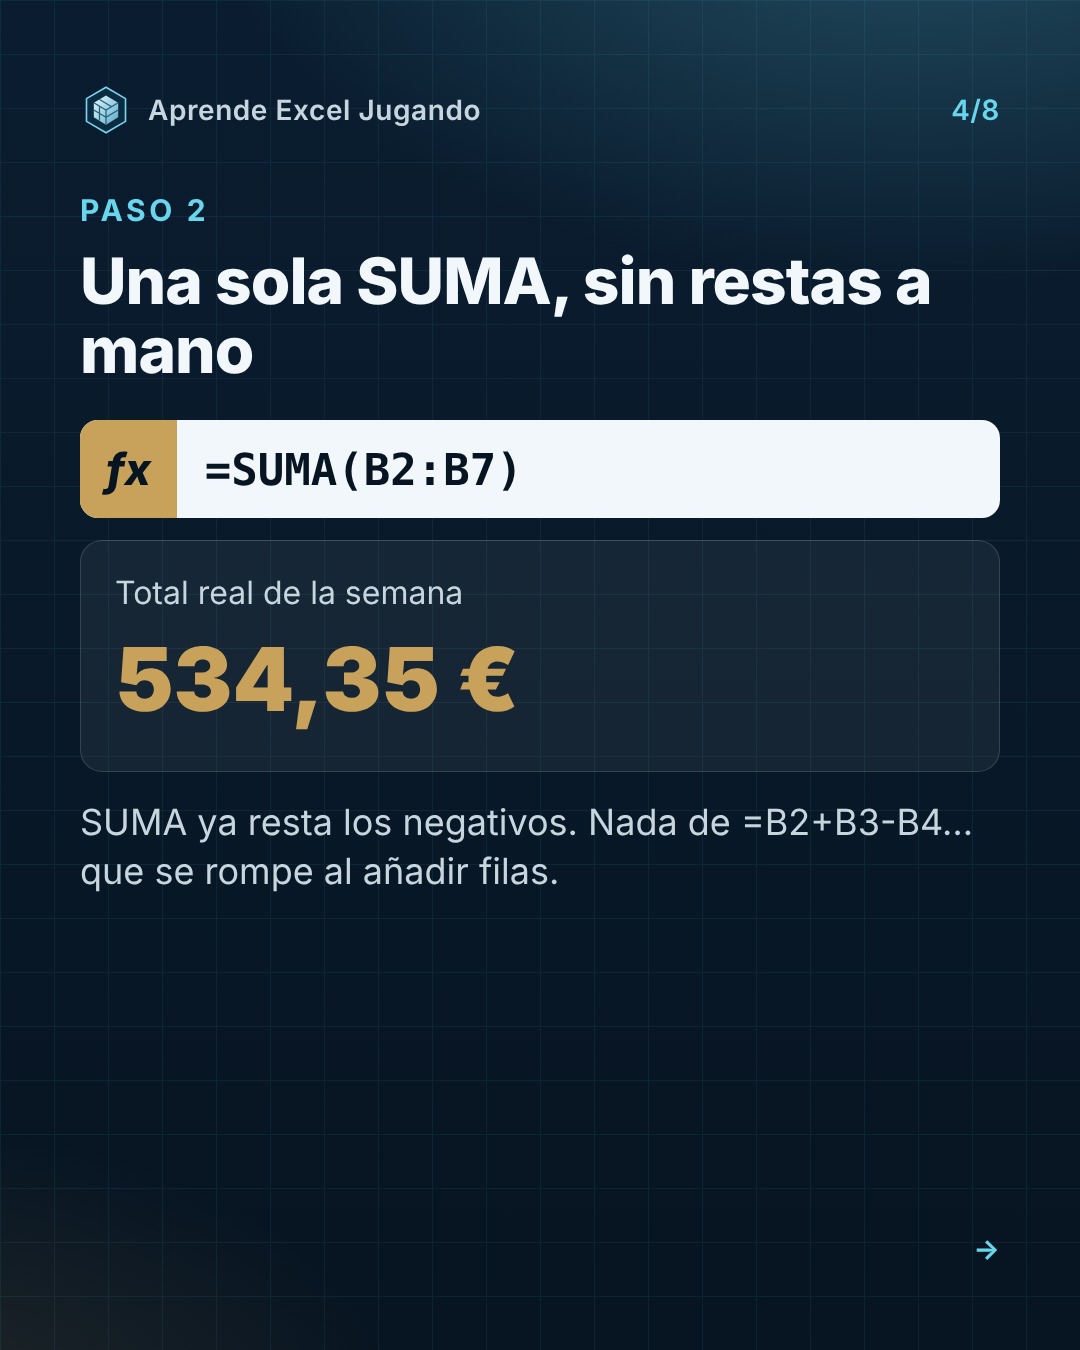 Aprende Excel Jugando
4/8
PASO 2
Una sola SUMA, sin restas a
mano
fx
=SUMA(B2:B7)
Total real de la semana
534,35 €
SUMA ya resta los negativos. Nada de =B2+B3-B4...
que se rompe al añadir filas.
→